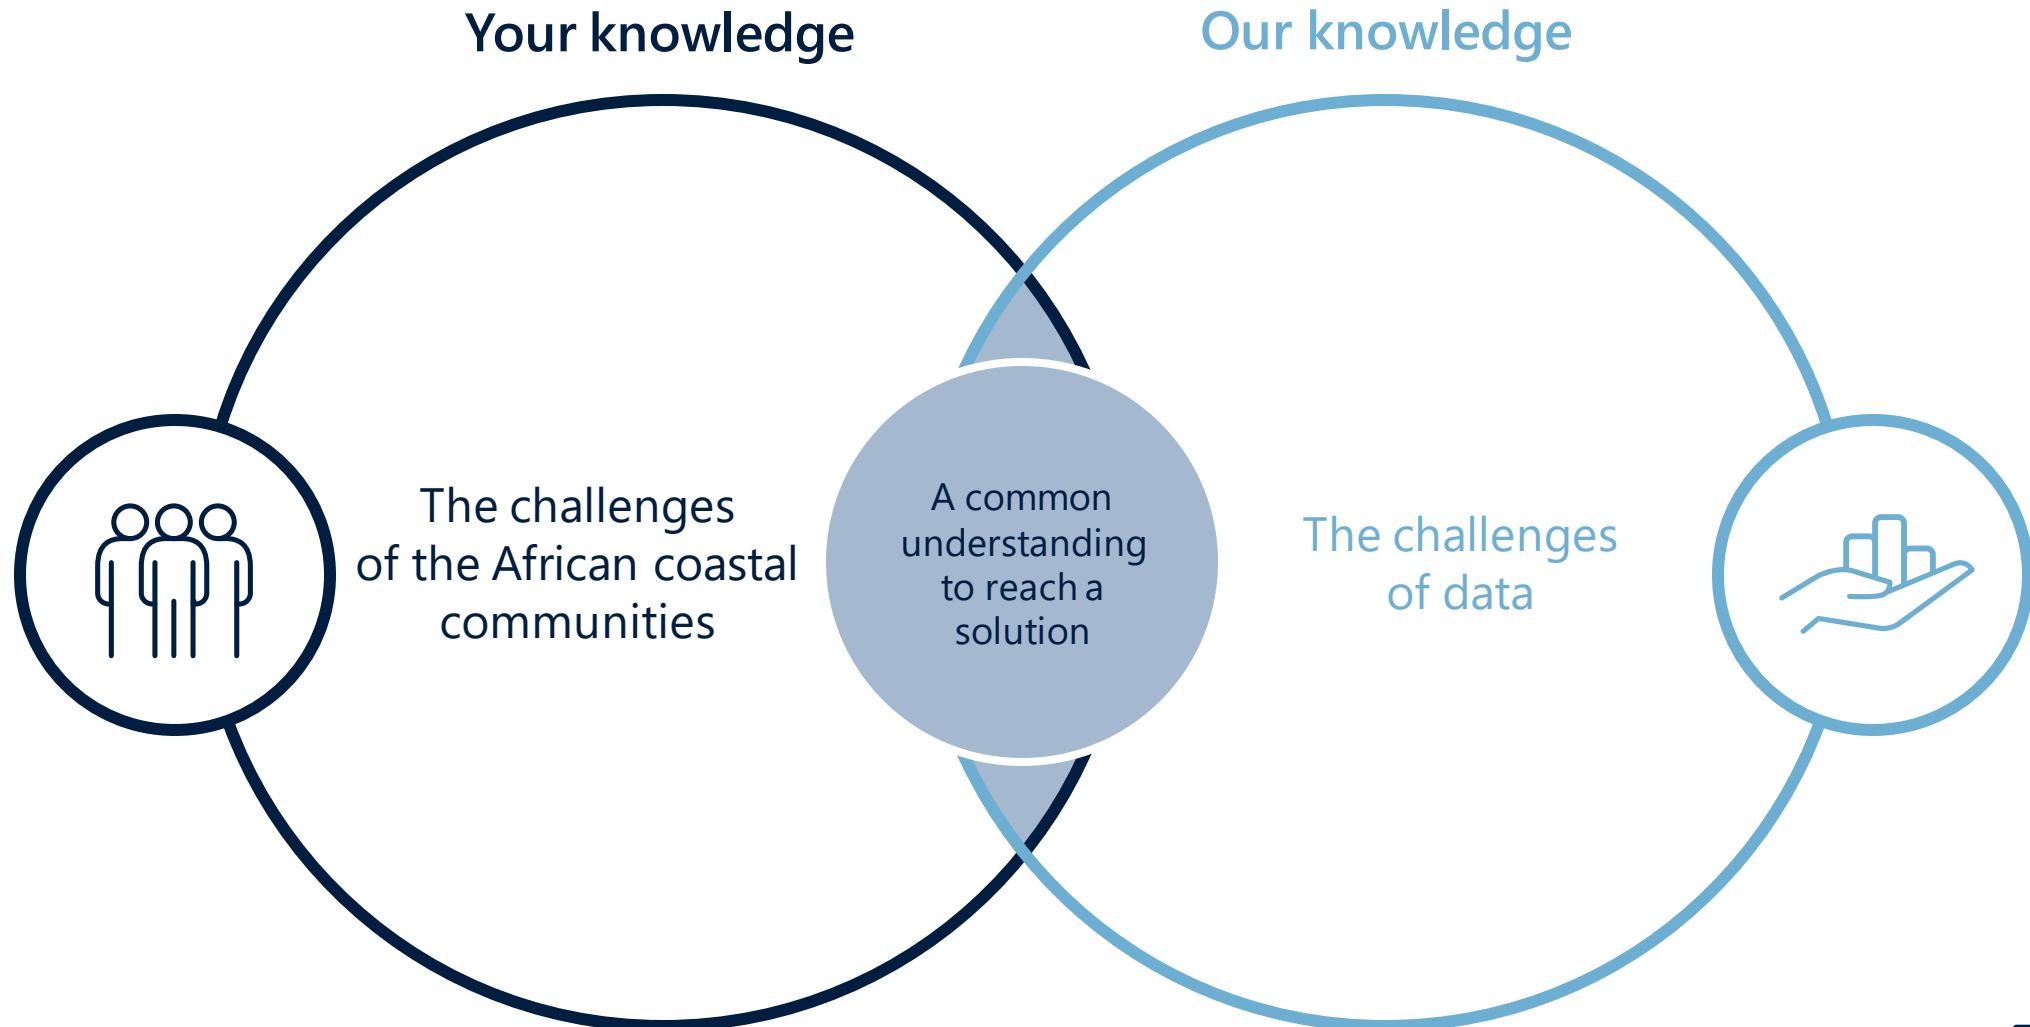 Your knowledge
Our knowledge
The challenges
of the African coastal
communities
A common
understanding
to reach a
solution
The challenges
of data